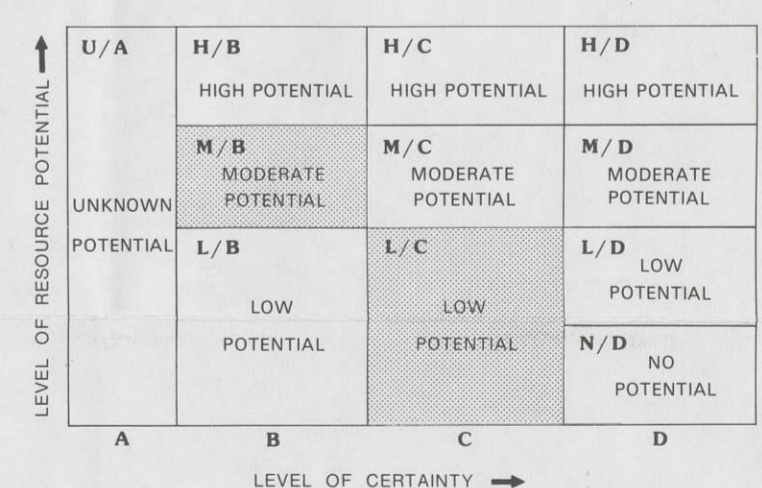 LEVEL OF RESOURCE POTENTIAL
U/A
H/B
H/C
H/D
HIGH POTENTIAL
HIGH POTENTIAL
HIGH POTENTIAL
M/B
M/C
M/D
MODERATE
POTENTIAL
MODERATE
POTENTIAL
MODERATE
POTENTIAL
UNKNOWN
POTENTIAL
L/B
L/C
L/D
LOW
POTENTIAL
LOW
POTENTIAL
LOW
POTENTIAL
N/D
NO
POTENTIAL
A
B
C
D
LEVEL OF CERTAINTY